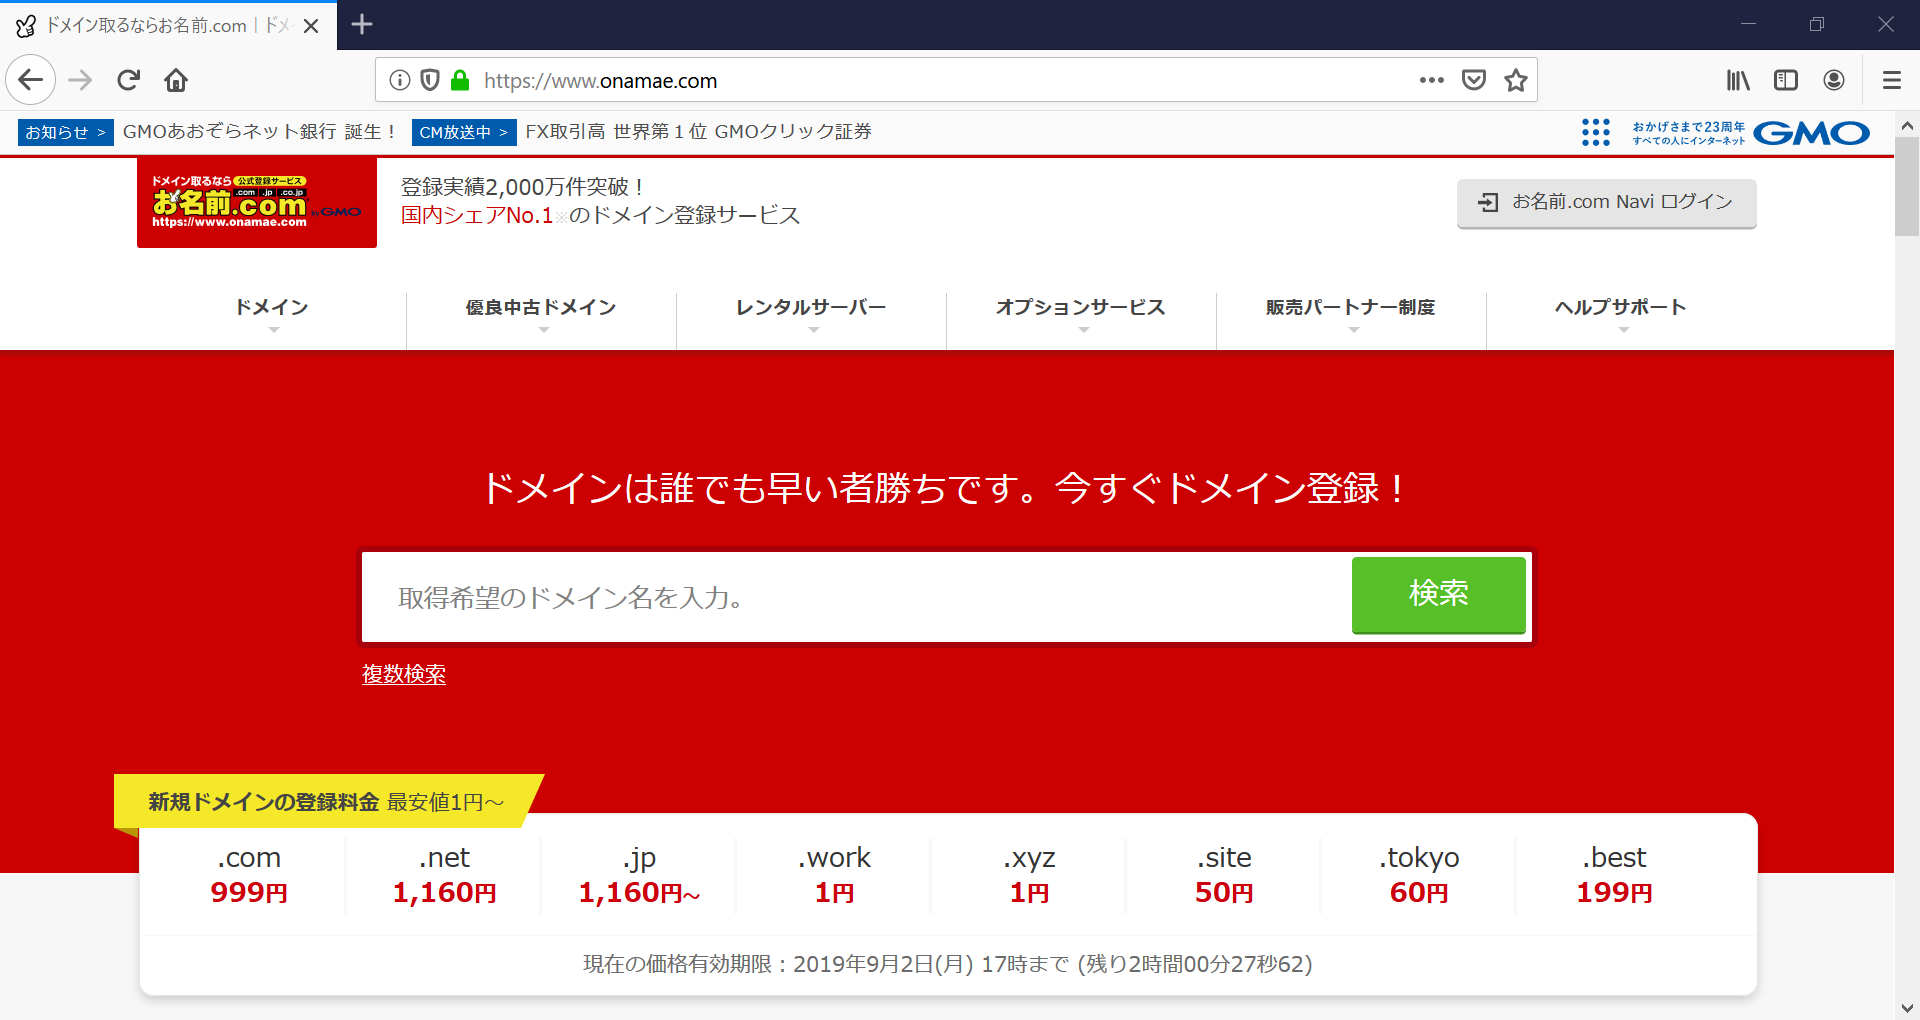 ドメイン取るならお名前.com｜ドメ
https://www.onamae.com
お知らせ > GMOあおぞらネット銀行 誕生！ CM放送中 > FX取引高 世界第１位 GMOクリック証券
おかげさまで23周年
すべての人にインターネット
GMO
ドメイン取るなら 公式登録サービス
.com .jp .co.jp
お名前.com by GMO
https://www.onamae.com
登録実績2,000万件突破！
国内シェアNo.1※のドメイン登録サービス
お名前.com Navi ログイン
ドメイン
優良中古ドメイン
レンタルサーバー
オプションサービス
販売パートナー制度
ヘルプサポート
ドメインは誰でも早い者勝ちです。今すぐドメイン登録！
取得希望のドメイン名を入力。
検索
複数検索
新規ドメインの登録料金 最安値1円～
.com
999円
.net
1,160円
.jp
1,160円～
.work
1円
.xyz
1円
.site
50円
.tokyo
60円
.best
199円
現在の価格有効期限：2019年9月2日(月) 17時まで (残り2時間00分27秒62)